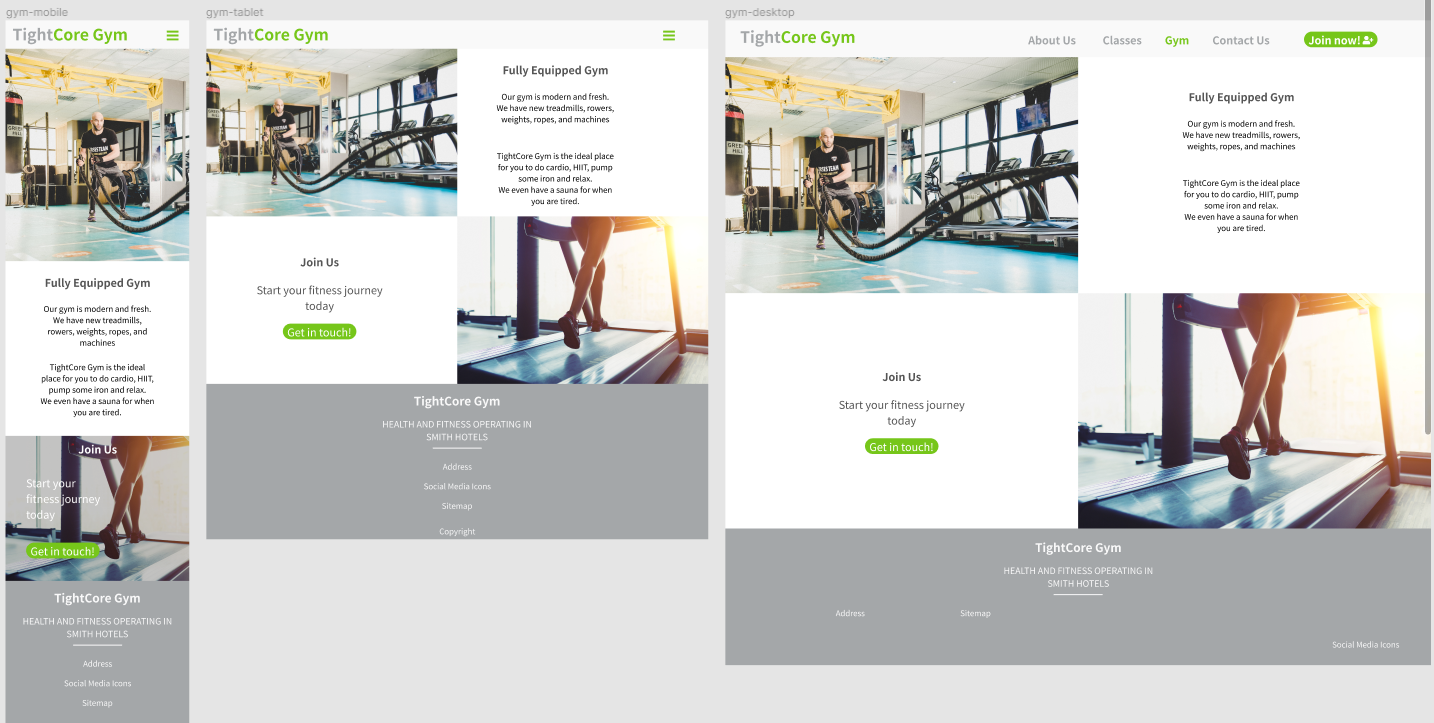 gym-mobile
TightCore Gym
GREEN
HILL
Fully Equipped Gym
Our gym is modern and fresh.
We have new treadmills,
rowers, weights, ropes, and
machines
TightCore Gym is the ideal
place for you to do cardio, HIIT,
pump some iron and relax.
We even have a sauna for when
you are tired.
Join Us
Start your
fitness journey
today
Get in touch!
TightCore Gym
HEALTH AND FITNESS OPERATING IN
SMITH HOTELS
Address
Social Media Icons
Sitemap
gym-tablet
TightCore Gym
Fully Equipped Gym
Our gym is modern and fresh.
We have new treadmills, rowers,
weights, ropes, and machines
TightCore Gym is the ideal place
for you to do cardio, HIIT, pump
some iron and relax.
We even have a sauna for when
you are tired.
Join Us
Start your fitness journey
today
Get in touch!
TightCore Gym
HEALTH AND FITNESS OPERATING IN
SMITH HOTELS
Address
Social Media Icons
Sitemap
Copyright
gym-desktop
TightCore Gym
About Us
Classes
Gym
Contact Us
Join now!
GREEN
HILL
Fully Equipped Gym
Our gym is modern and fresh.
We have new treadmills, rowers,
weights, ropes, and machines
TightCore Gym is the ideal place
for you to do cardio, HIIT, pump
some iron and relax.
We even have a sauna for when
you are tired.
Join Us
Start your fitness journey
today
Get in touch!
TightCore Gym
HEALTH AND FITNESS OPERATING IN
SMITH HOTELS
Address
Sitemap
Social Media Icons